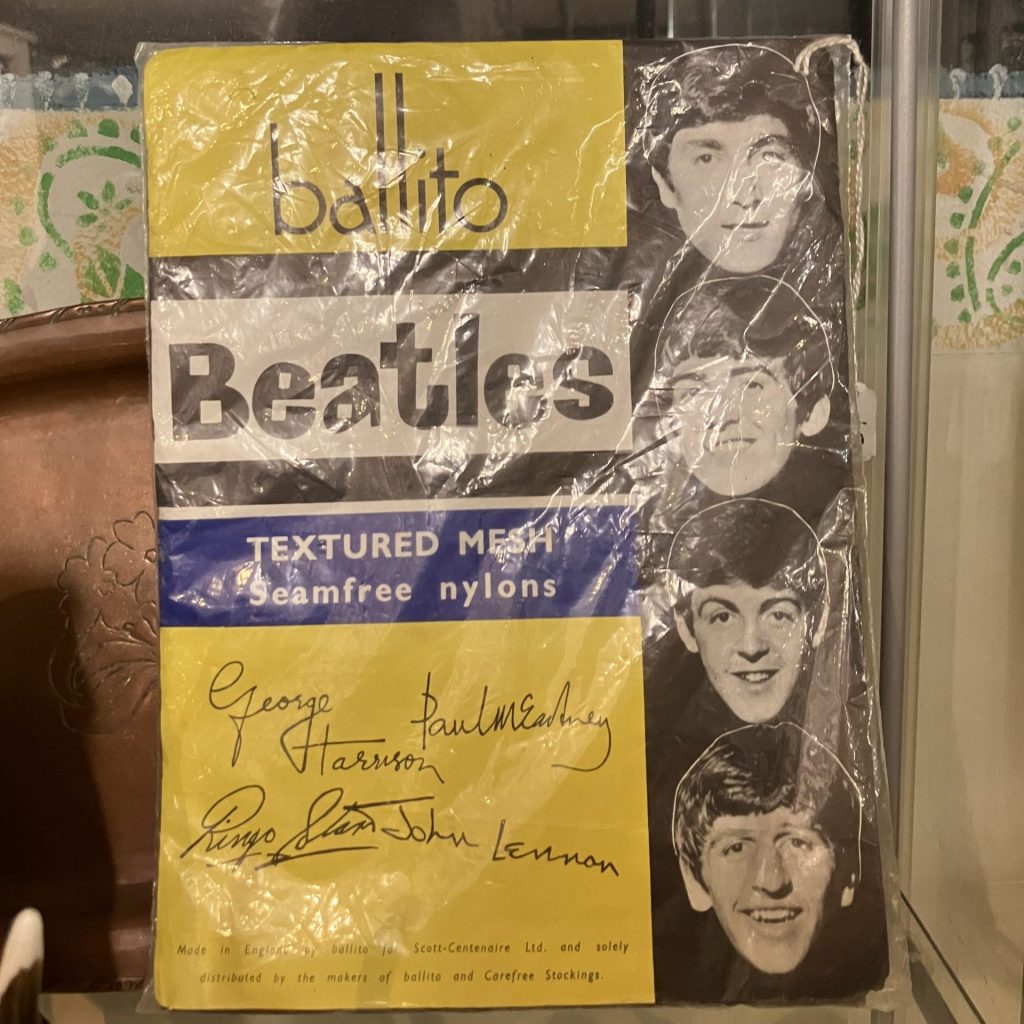 ballito
Beatles
TEXTURED MESH
Seamfree nylons
George
Harrison
Paul McCartney
Ringo Starr
John Lennon
Made in England by ballito for Scott-Centenaire Ltd. and solely
distributed by the makers of ballito and Carefree Stockings.